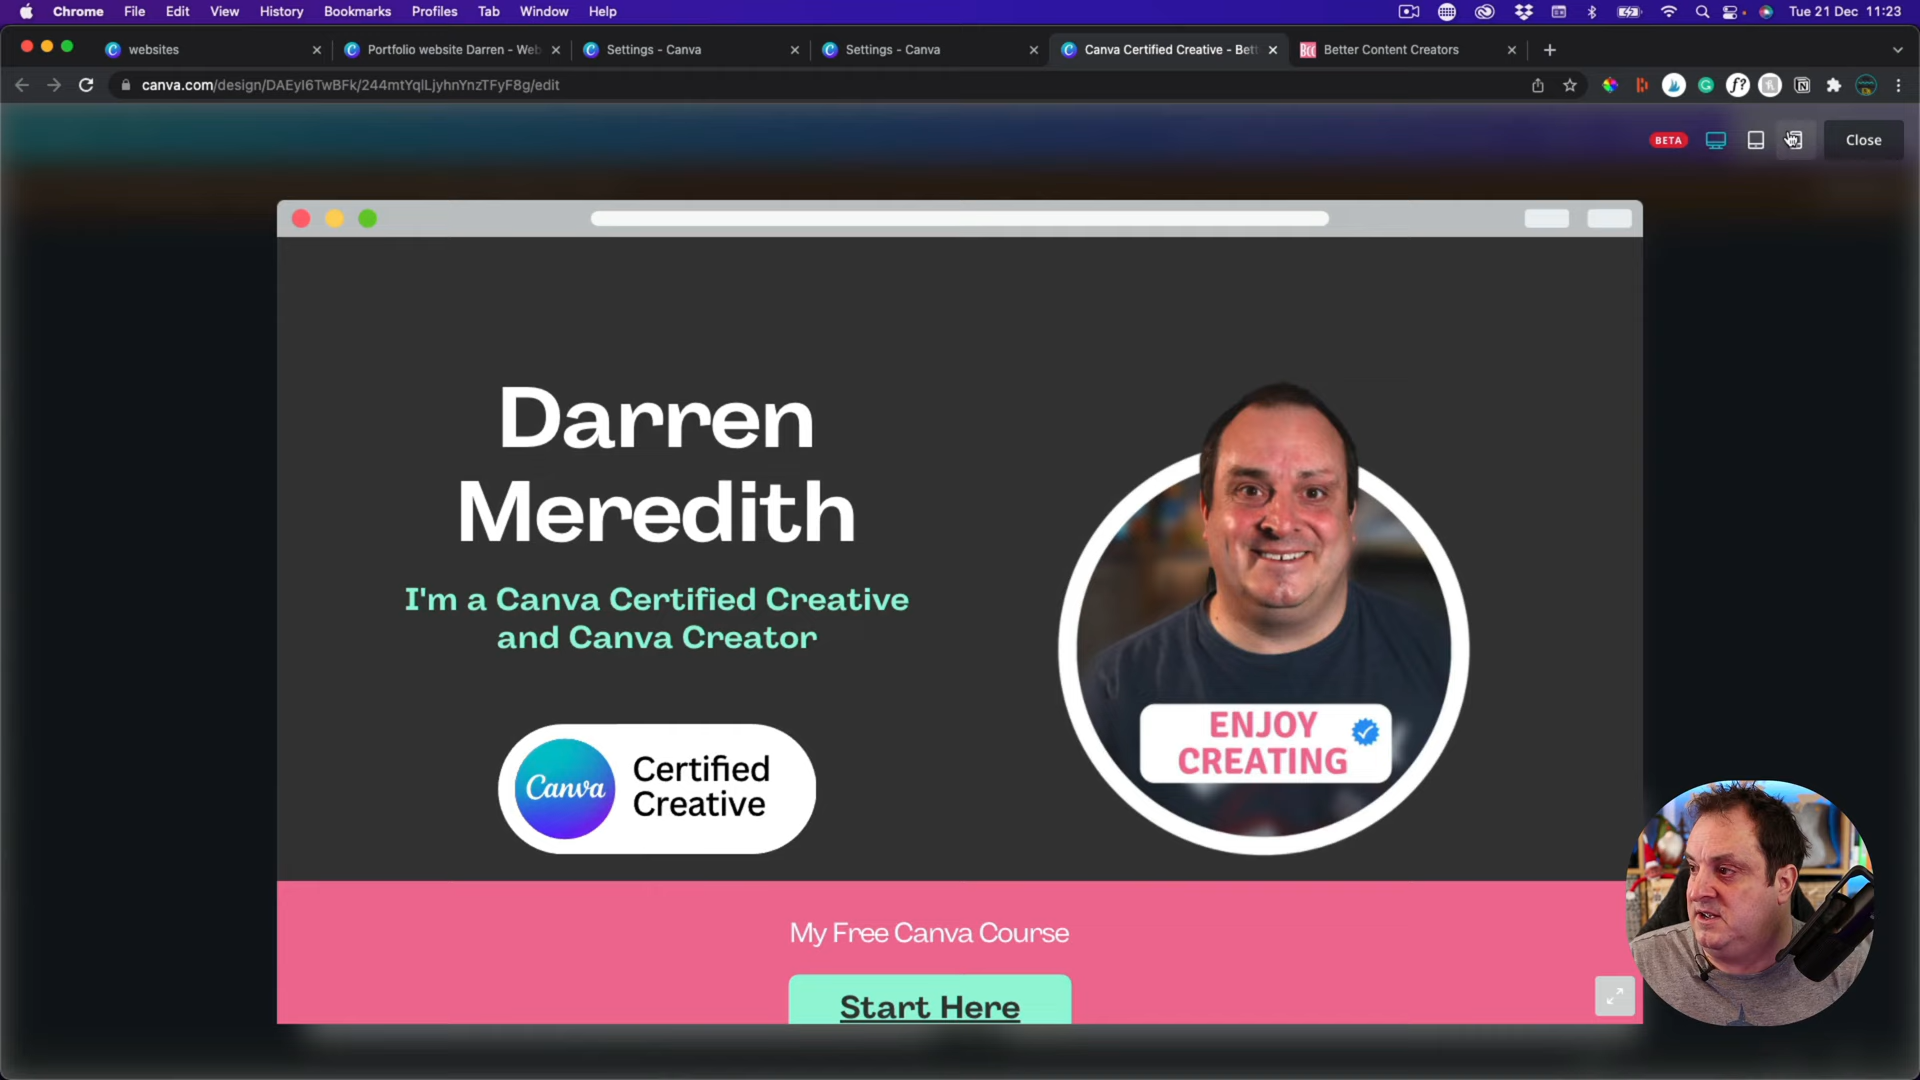 Chrome File Edit View History Bookmarks Profiles Tab Window Help Tue 21 Dec 11:23
websites Portfolio website Darren - Web Settings - Canva Settings - Canva Canva Certified Creative - Bett BCC Better Content Creators
canva.com/design/DAEyI6TwBFk/244mtYqlLjyhnYnzTFyF8g/edit
BETA Close
Darren
Meredith
I'm a Canva Certified Creative
and Canva Creator
Canva
Certified
Creative
ENJOY
CREATING
My Free Canva Course
Start Here